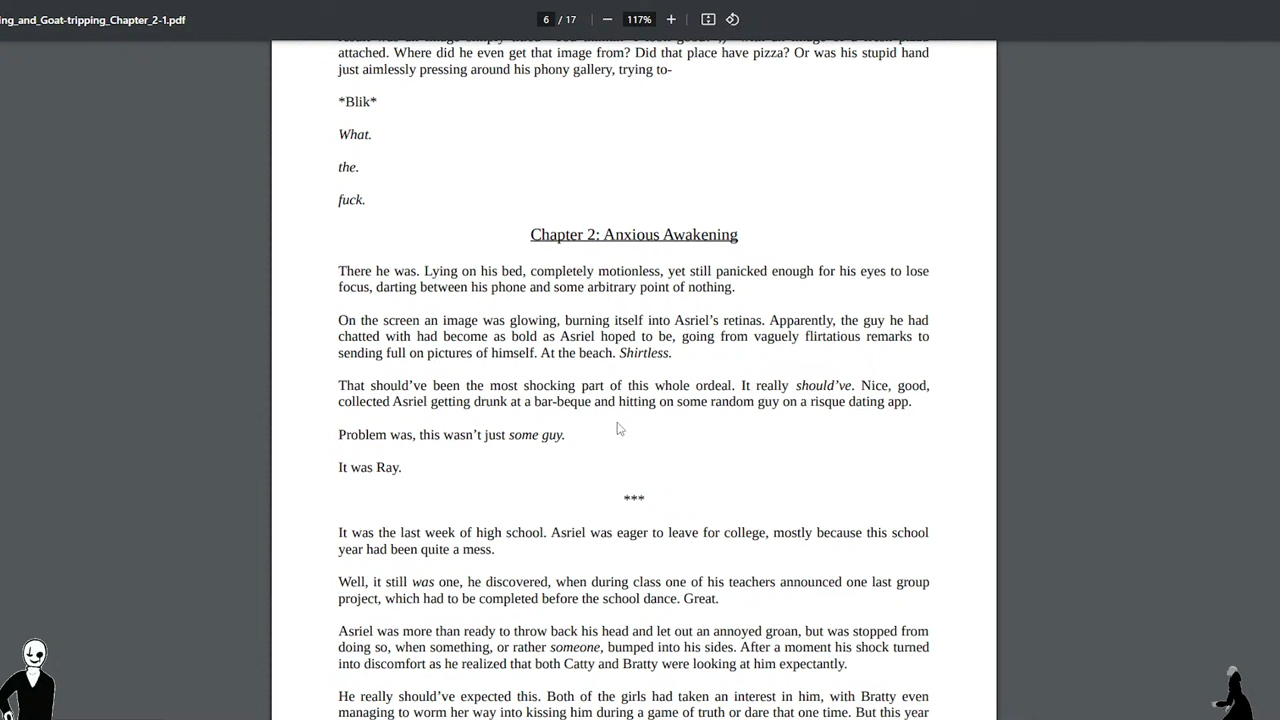 ing_and_Goat-tripping_Chapter_2-1.pdf
6 / 17
117%
attached. Where did he even get that image from? Did that place have pizza? Or was his stupid hand
just aimlessly pressing around his phony gallery, trying to-
*Blik*
What.
the.
fuck.
Chapter 2: Anxious Awakening
There he was. Lying on his bed, completely motionless, yet still panicked enough for his eyes to lose
focus, darting between his phone and some arbitrary point of nothing.
On the screen an image was glowing, burning itself into Asriel’s retinas. Apparently, the guy he had
chatted with had become as bold as Asriel hoped to be, going from vaguely flirtatious remarks to
sending full on pictures of himself. At the beach. Shirtless.
That should’ve been the most shocking part of this whole ordeal. It really should’ve. Nice, good,
collected Asriel getting drunk at a bar-beque and hitting on some random guy on a risque dating app.
Problem was, this wasn’t just some guy.
It was Ray.
***
It was the last week of high school. Asriel was eager to leave for college, mostly because this school
year had been quite a mess.
Well, it still was one, he discovered, when during class one of his teachers announced one last group
project, which had to be completed before the school dance. Great.
Asriel was more than ready to throw back his head and let out an annoyed groan, but was stopped from
doing so, when something, or rather someone, bumped into his sides. After a moment his shock turned
into discomfort as he realized that both Catty and Bratty were looking at him expectantly.
He really should’ve expected this. Both of the girls had taken an interest in him, with Bratty even
managing to worm her way into kissing him during a game of truth or dare that one time. But this year